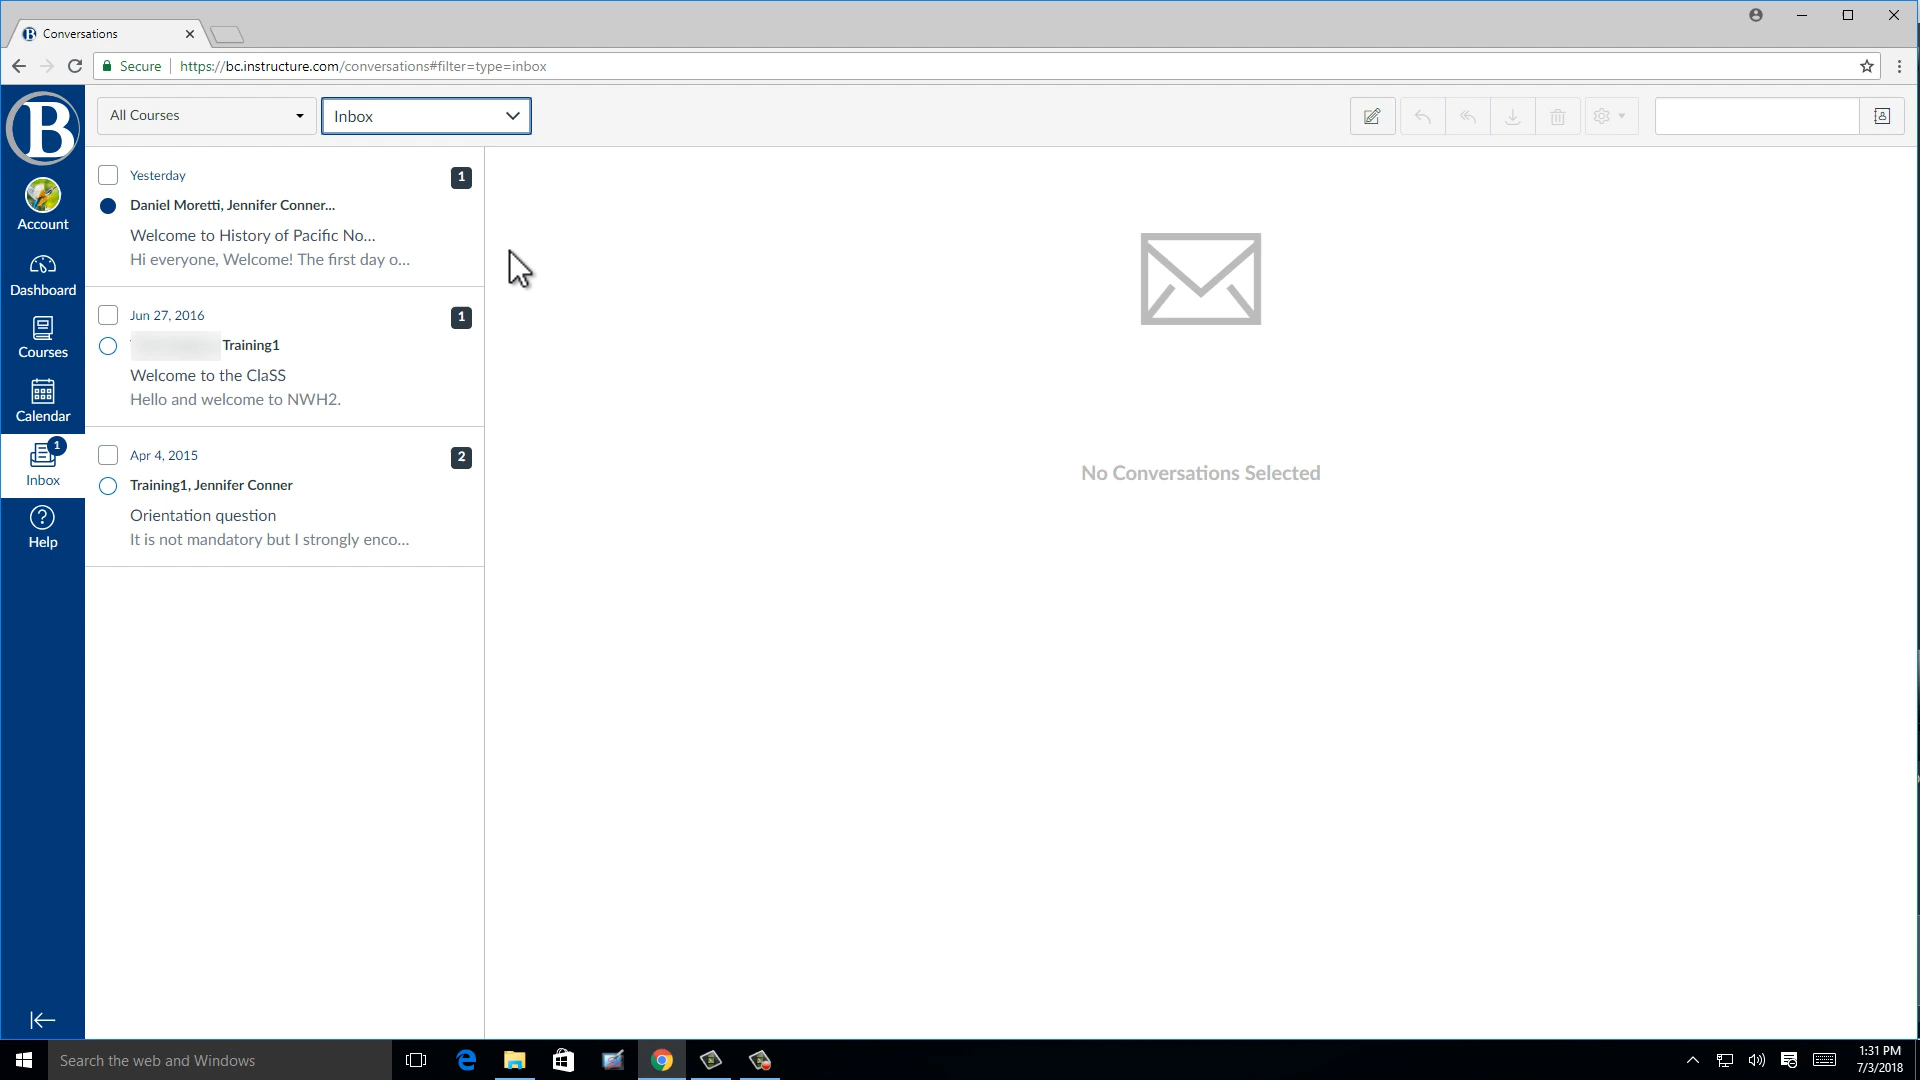 B Conversations
Secure | https://bc.instructure.com/conversations#filter=type=inbox
B
Account
Dashboard
Courses
Calendar
1
Inbox
Help
All Courses
Inbox
Yesterday 1
Daniel Moretti, Jennifer Conner...
Welcome to History of Pacific No...
Hi everyone, Welcome! The first day o...
Jun 27, 2016 1
Training1
Welcome to the ClaSS
Hello and welcome to NWH2.
Apr 4, 2015 2
Training1, Jennifer Conner
Orientation question
It is not mandatory but I strongly enco...
No Conversations Selected
Search the web and Windows
1:31 PM
7/3/2018